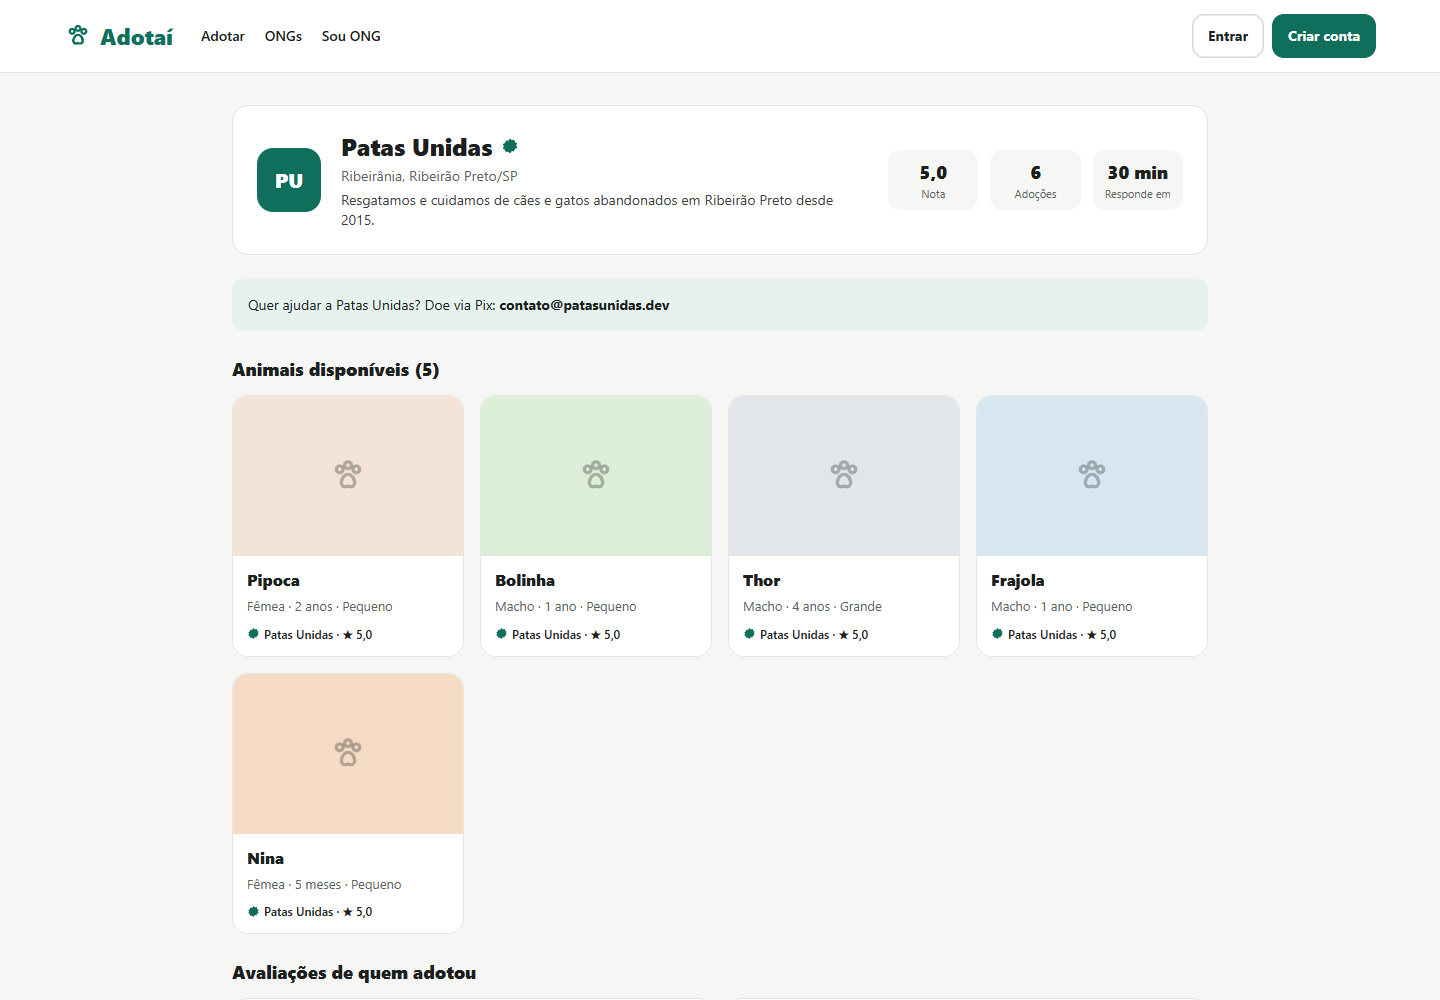 Adotaí
Adotar
ONGs
Sou ONG
Entrar
Criar conta
PU
Patas Unidas
Ribeirânia, Ribeirão Preto/SP
Resgatamos e cuidamos de cães e gatos abandonados em Ribeirão Preto desde
2015.
5,0
Nota
6
Adoções
30 min
Responde em
Quer ajudar a Patas Unidas? Doe via Pix: contato@patasunidas.dev
Animais disponíveis (5)
Pipoca
Fêmea · 2 anos · Pequeno
Patas Unidas · ★ 5,0
Bolinha
Macho · 1 ano · Pequeno
Patas Unidas · ★ 5,0
Thor
Macho · 4 anos · Grande
Patas Unidas · ★ 5,0
Frajola
Macho · 1 ano · Pequeno
Patas Unidas · ★ 5,0
Nina
Fêmea · 5 meses · Pequeno
Patas Unidas · ★ 5,0
Avaliações de quem adotou